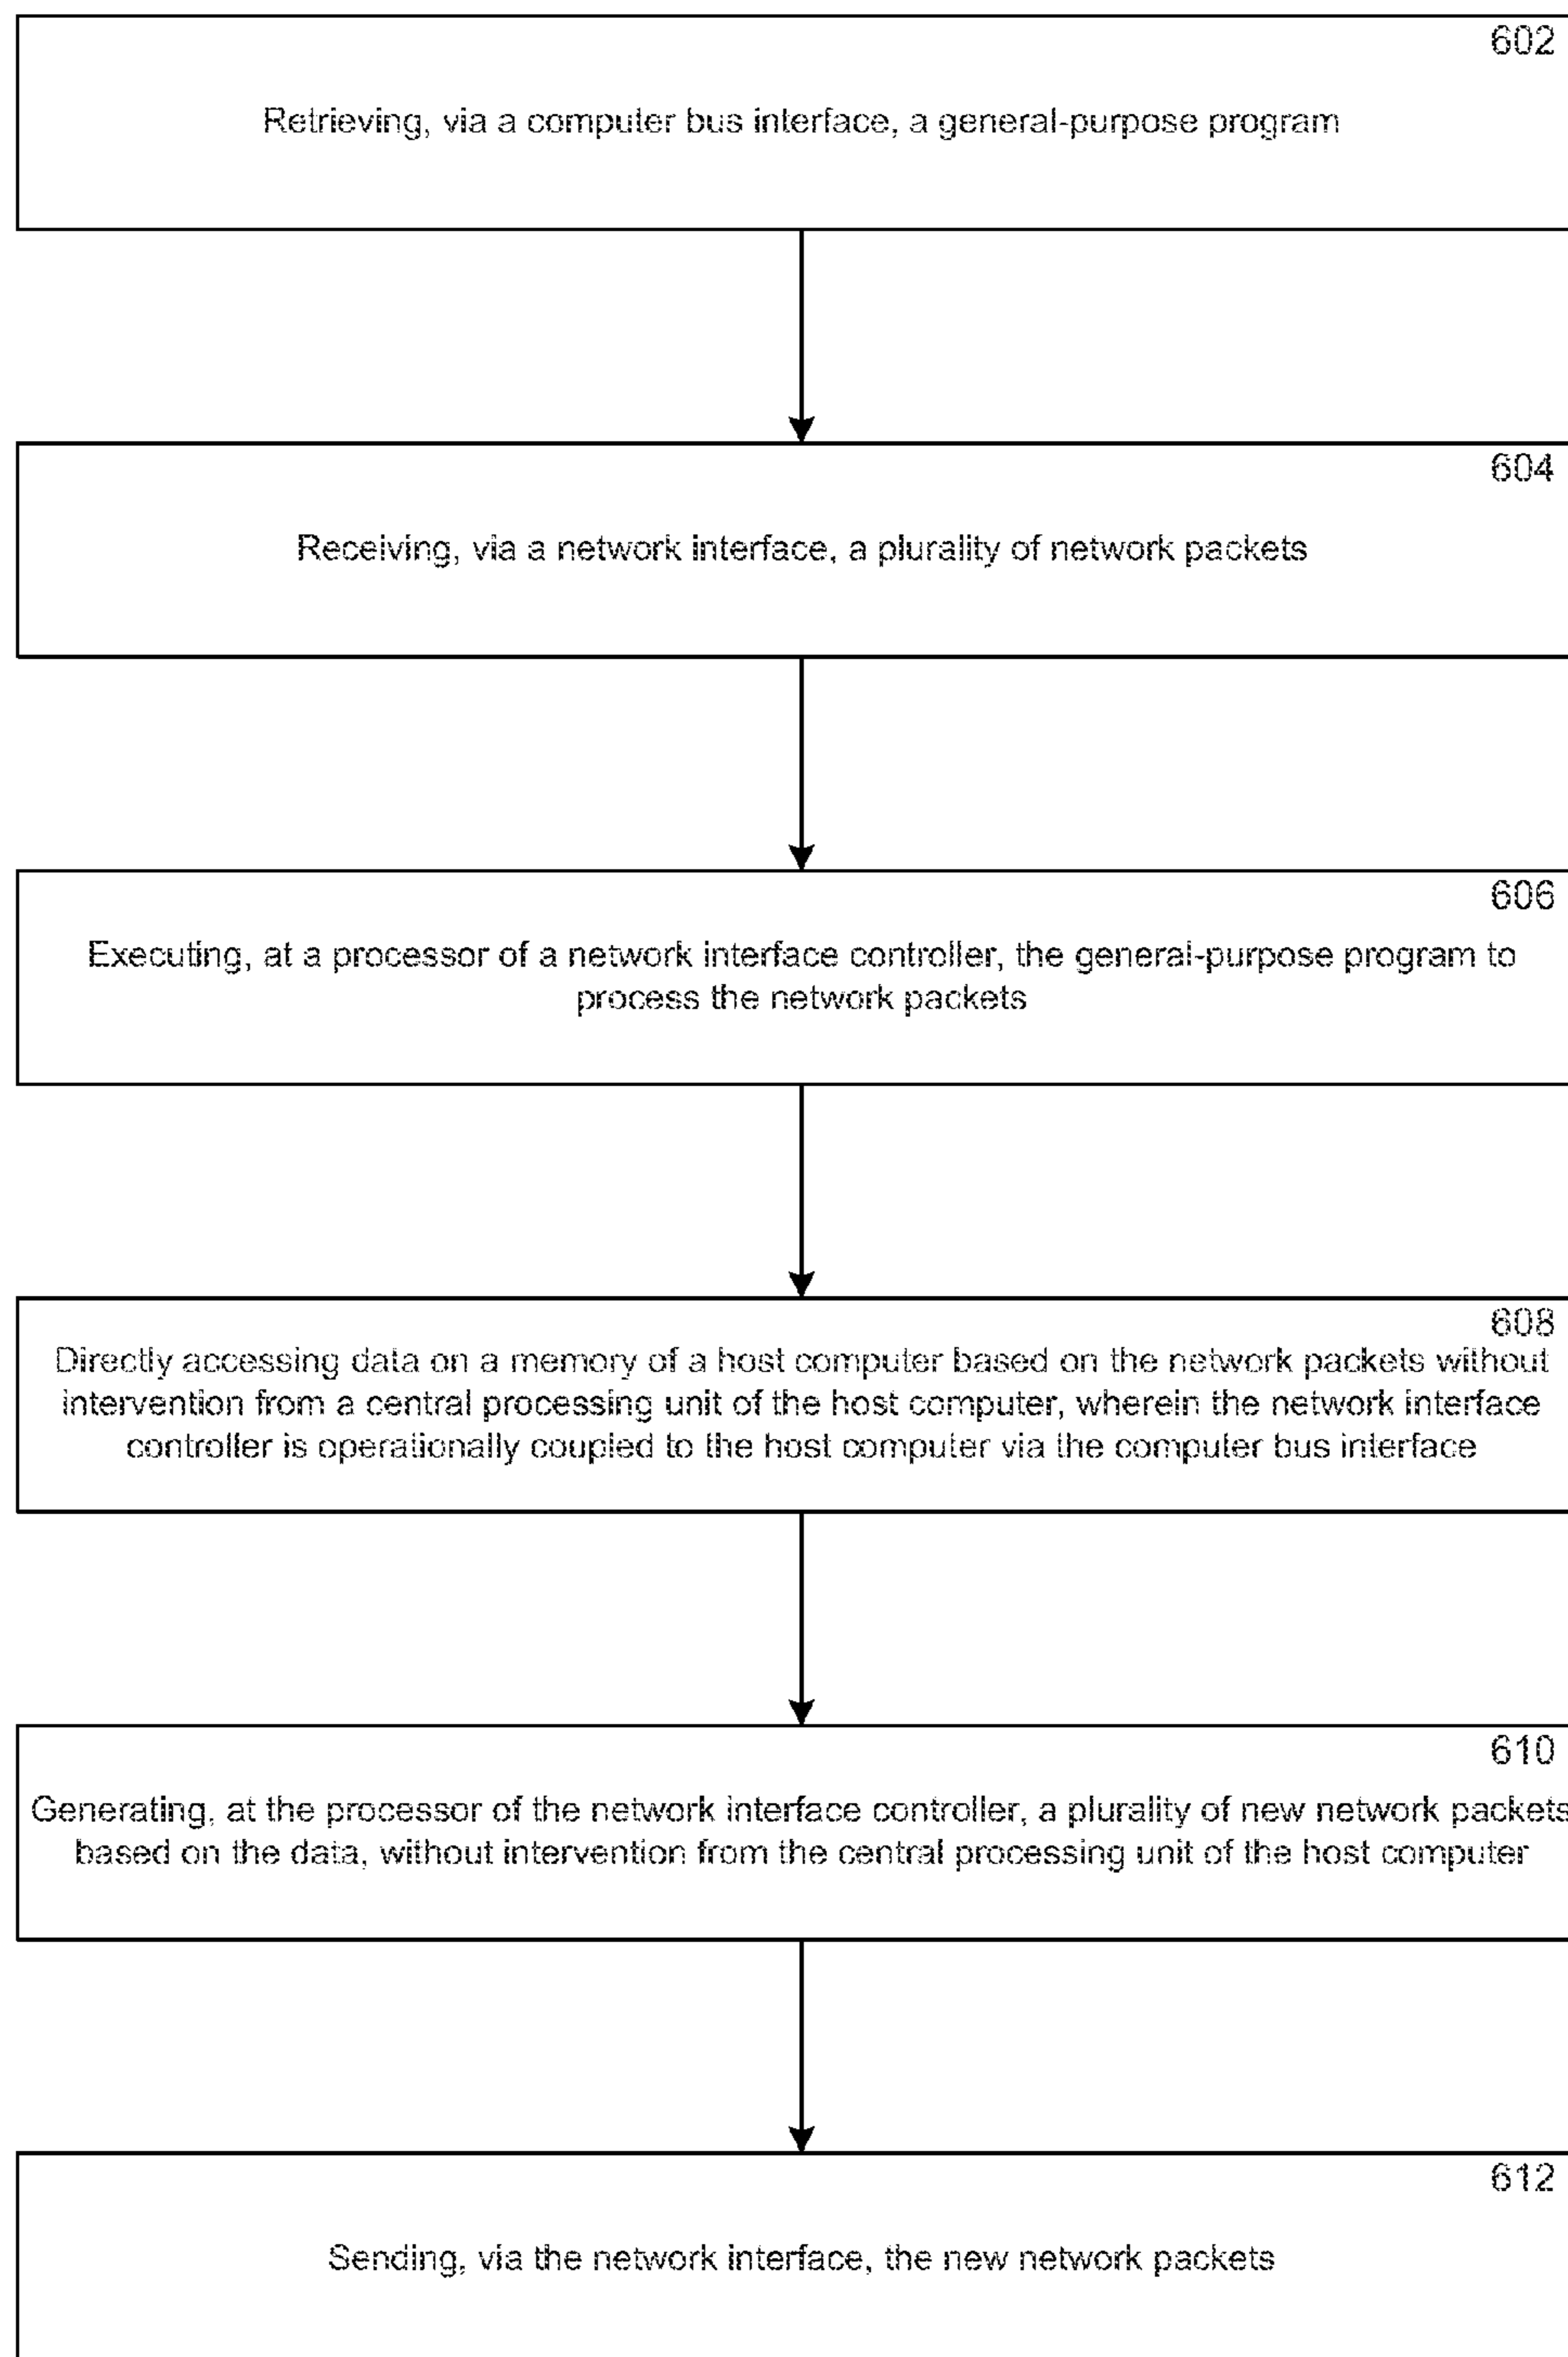 602
Retrieving, via a computer bus interface, a general-purpose program
604
Receiving, via a network interface, a plurality of network packets
606
Executing, at a processor of a network interface controller, the general-purpose program to
process the network packets
608
Directly accessing data on a memory of a host computer based on the network packets without
intervention from a central processing unit of the host computer, wherein the network interface
controller is operationally coupled to the host computer via the computer bus interface
610
Generating, at the processor of the network interface controller, a plurality of new network packets
based on the data, without intervention from the central processing unit of the host computer
612
Sending, via the network interface, the new network packets